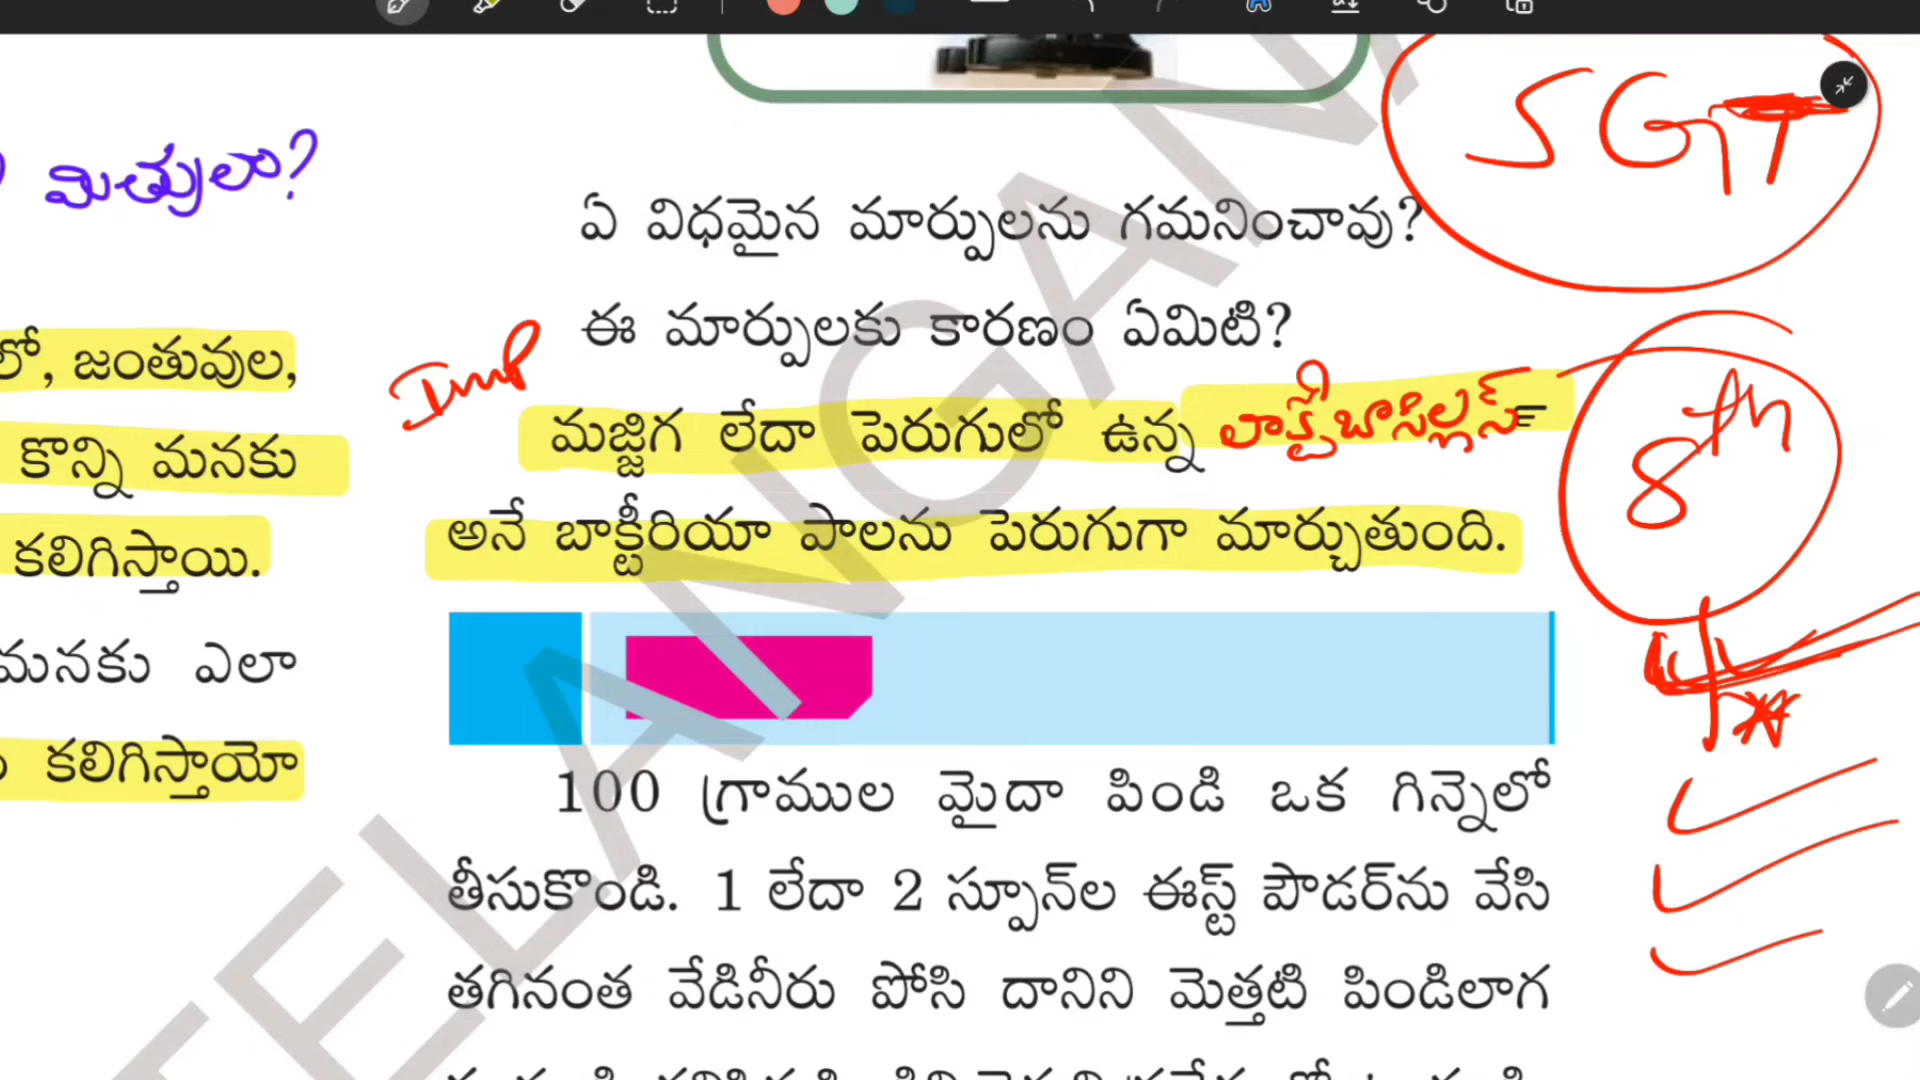 మిత్రులా?
లో, జంతువుల,
కొన్ని మనకు
కలిగిస్తాయి.
మనకు ఎలా
కలిగిస్తాయో
ఏ విధమైన మార్పులను గమనించావు?
ఈ మార్పులకు కారణం ఏమిటి?
Imp
మజ్జిగ లేదా పెరుగులో ఉన్న లాక్టోబాసిల్లస్
అనే బాక్టీరియా పాలను పెరుగుగా మార్చుతుంది.
100 గ్రాముల మైదా పిండి ఒక గిన్నెలో
తీసుకొండి. 1 లేదా 2 స్పూన్‌ల ఈస్ట్ పౌడర్‌ను వేసి
తగినంత వేడినీరు పోసి దానిని మెత్తటి పిండిలాగ
SGT
8th
TELANGANA